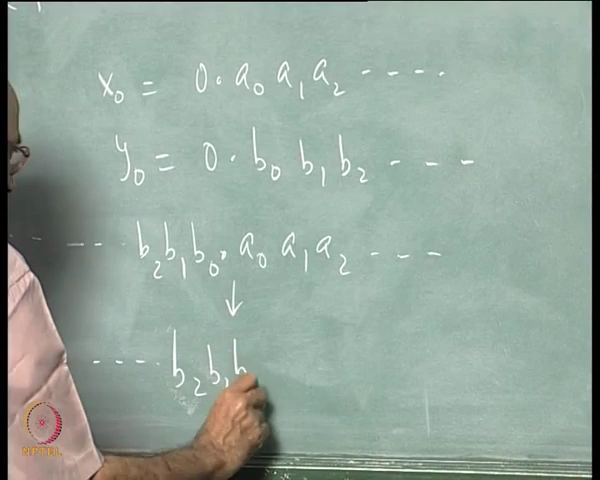 x₀ = 0.a₀ a₁ a₂ ----.
y₀ = 0.b₀ b₁ b₂ ---
---- b₂ b₁ b₀. a₀ a₁ a₂ ---
↓
---- b₂ b₁ b
NPTEL